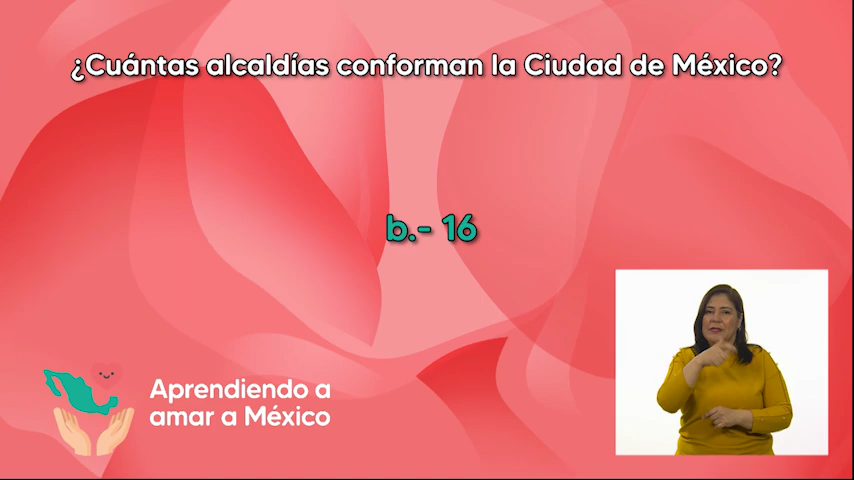 ¿Cuántas alcaldías conforman la Ciudad de México?
b.- 16
Aprendiendo a
amar a México